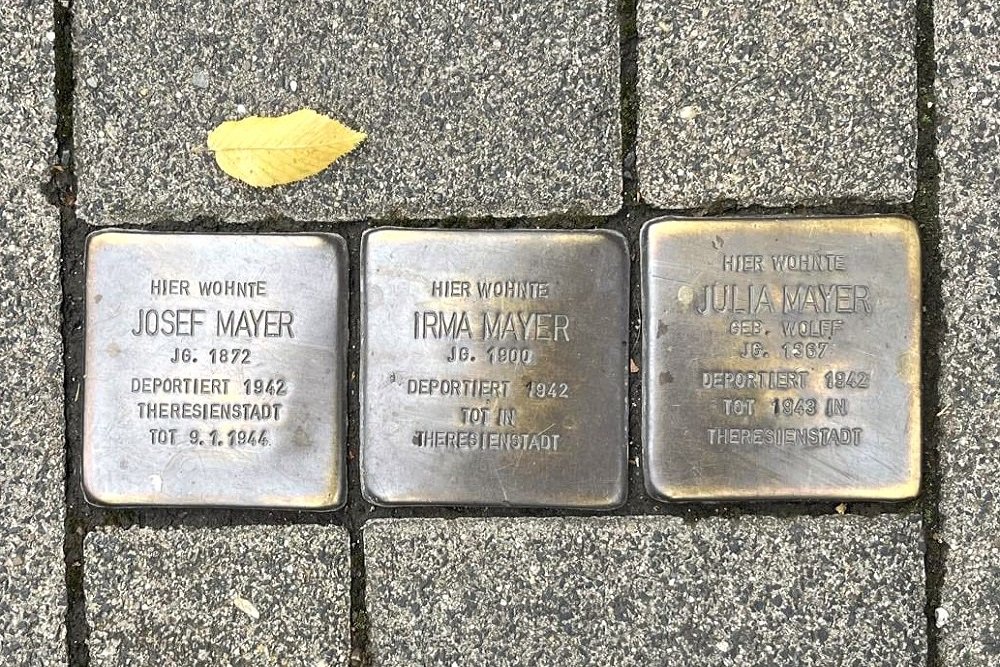 HIER WOHNTE
JOSEF MAYER
JG. 1872
DEPORTIERT 1942
THERESIENSTADT
TOT 9.1.1944
HIER WOHNTE
IRMA MAYER
JG. 1900
DEPORTIERT 1942
TOT IN
THERESIENSTADT
HIER WOHNTE
JULIA MAYER
GEB. WOLFF
JG. 1867
DEPORTIERT 1942
TOT 1943 IN
THERESIENSTADT